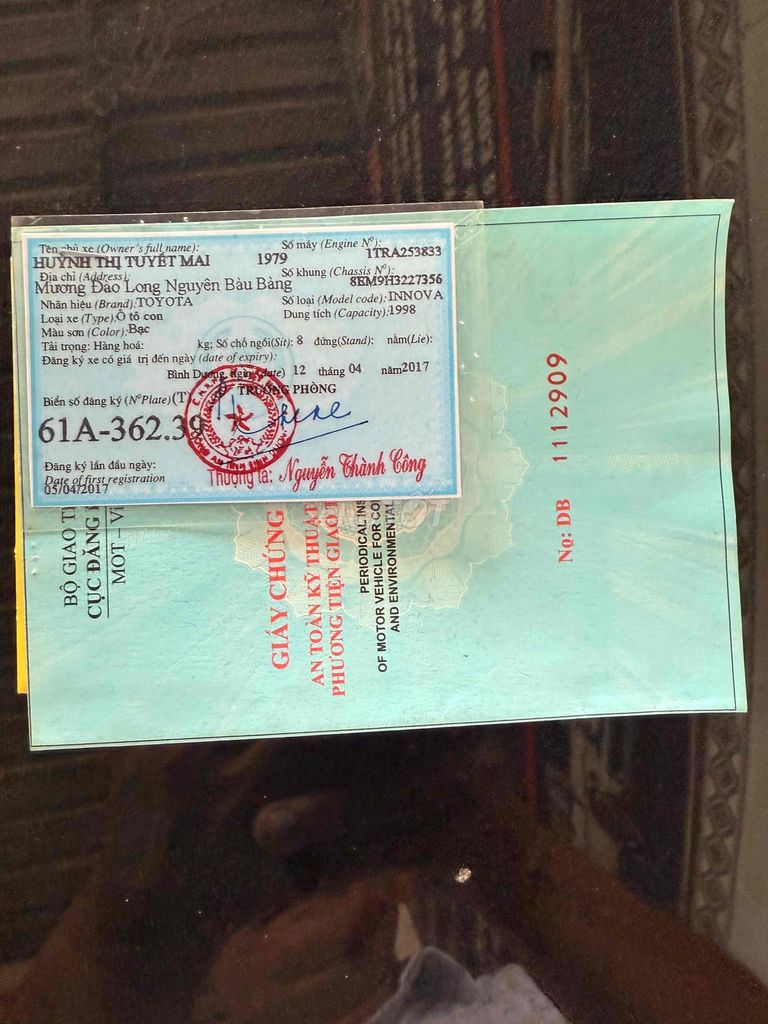 Tên chủ xe (Owner's full name):
HUỲNH THỊ TUYẾT MAI 1979
Số máy (Engine Nº):
1TRA253833
Địa chỉ (Address):
Mương Đào Long Nguyên Bàu Bàng
Số khung (Chassis Nº):
8EM9H3227356
Nhãn hiệu (Brand): TOYOTA
Số loại (Model code): INNOVA
Loại xe (Type): Ô tô con
Dung tích (Capacity): 1998
Màu sơn (Color): Bạc
Tải trọng: Hàng hoá: kg; Số chỗ ngồi(Sit): 8 đứng(Stand): nằm(Lie):
Đăng ký xe có giá trị đến ngày (date of expiry):
Bình Dương, ngày (date) 12 tháng 04 năm 2017
TRƯỞNG PHÒNG
Biển số đăng ký (NºPlate) (T)
61A-362.39
Thượng tá: Nguyễn Thành Công
Đăng ký lần đầu ngày:
Date of first registration
05/04/2017
BỘ GIAO
CỤC ĐĂNG
MOT –
GIẤY CHỨNG
AN TOÀN KỸ THUẬT
PHƯƠNG TIỆN GIAO
PERIODICAL INS
OF MOTOR VEHICLE FOR CO
AND ENVIRONMENTAL
No: DB 1112909